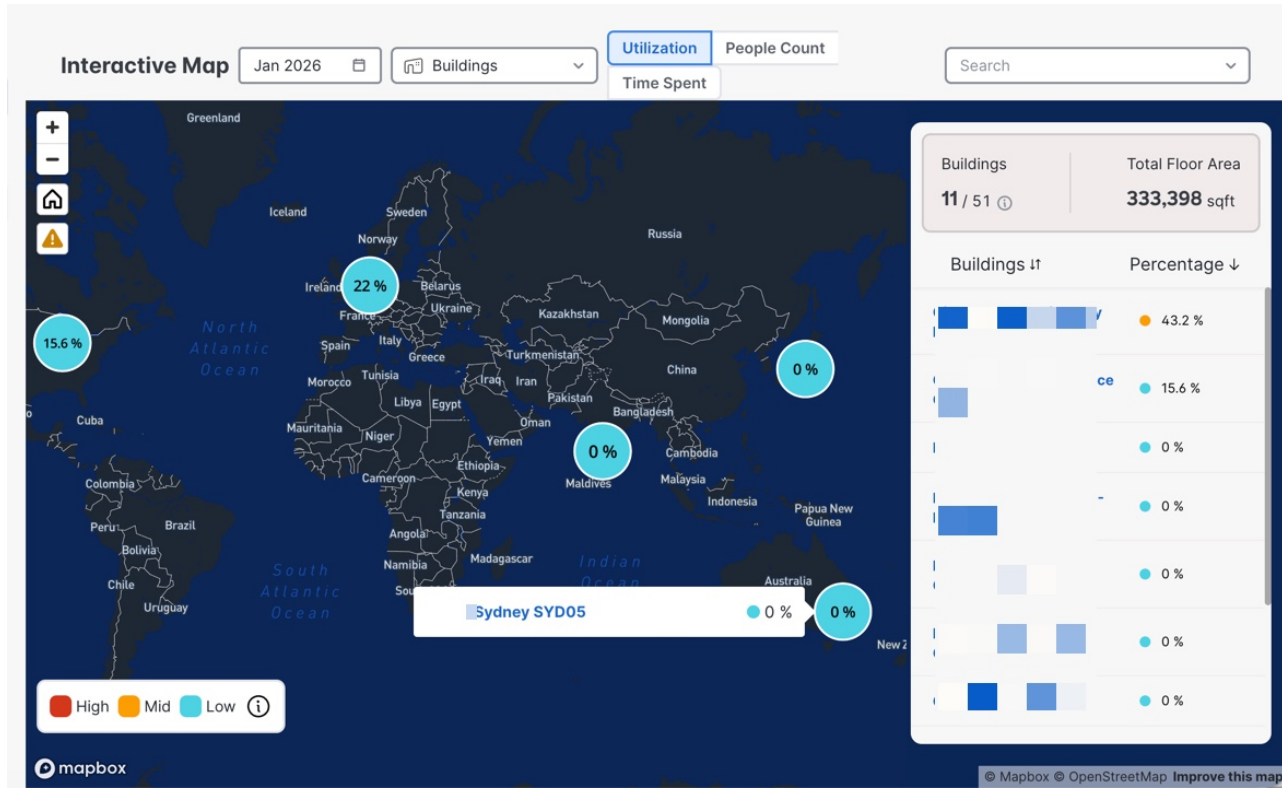 Interactive Map
Jan 2026
Buildings
Utilization
People Count
Time Spent
Search
+
−
Greenland
Iceland
Sweden
Norway
Russia
Ireland
22 %
Belarus
France
Ukraine
Kazakhstan
Mongolia
15.6 %
North
Atlantic
Ocean
Spain
Italy
Greece
Turkmenistan
China
0 %
Morocco
Tunisia
Iraq
Iran
Pakistan
Libya
Egypt
Bangladesh
Cuba
Mauritania
Niger
Oman
Yemen
0 %
Cambodia
Colombia
Cameroon
Ethiopia
Kenya
Maldives
Malaysia
Indonesia
Papua New
Guinea
Peru
Brazil
Tanzania
Angola
Bolivia
Namibia
Madagascar
Chile
South
Atlantic
Ocean
Indian
Ocean
Australia
Uruguay
Sydney SYD05
0 %
0 %
High
Mid
Low
mapbox
Buildings
11 / 51
Total Floor Area
333,398 sqft
Buildings
Percentage
43.2 %
ce
15.6 %
0 %
0 %
0 %
0 %
0 %
© Mapbox © OpenStreetMap Improve this map